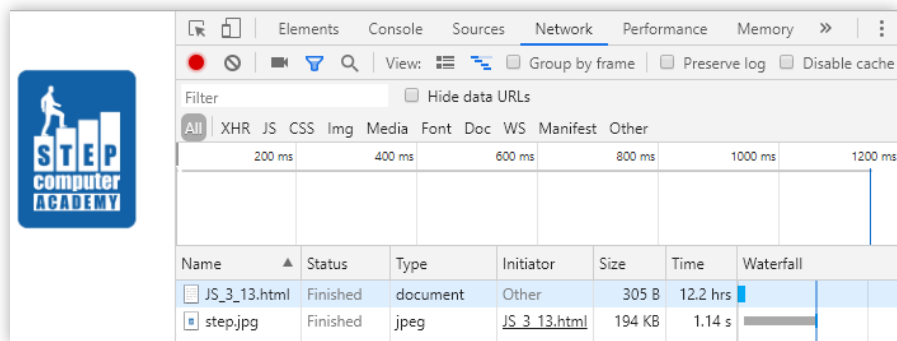 STEP
computer
ACADEMY
Elements Console Sources Network Performance Memory »
View: Group by frame Preserve log Disable cache
Filter Hide data URLs
All XHR JS CSS Img Media Font Doc WS Manifest Other
200 ms 400 ms 600 ms 800 ms 1000 ms 1200 ms
Name Status Type Initiator Size Time Waterfall
JS_3_13.html Finished document Other 305 B 12.2 hrs
step.jpg Finished jpeg JS_3_13.html 194 KB 1.14 s